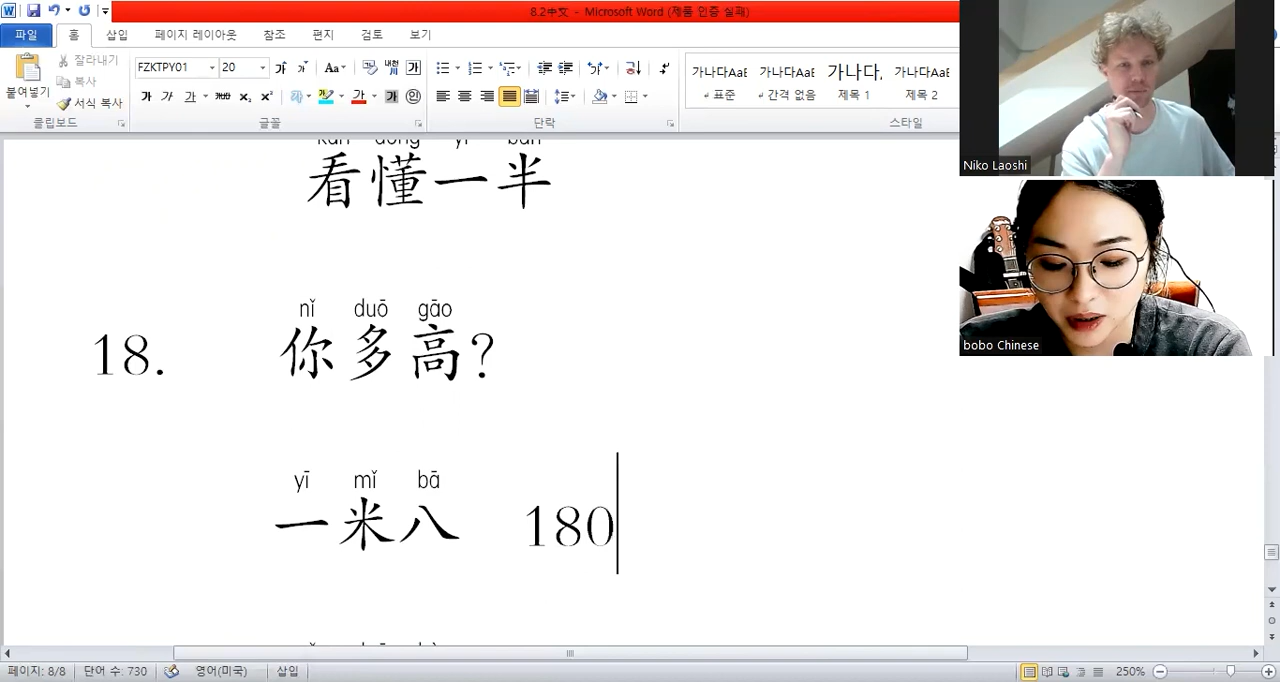 8.2中文 - Microsoft Word (제품 인증 실패)
파일 홈 삽입 페이지 레이아웃 참조 편지 검토 보기
붙여넣기
잘라내기
복사
서식 복사
클립보드
FZKTPY01 20
글꼴
단락
가나다AaB 가나다AaB 가나다, 가나다AaB
표준 간격 없음 제목 1 제목 2
스타일
Niko Laoshi
bobo Chinese
看懂一半
nǐ duō gāo
18. 你多高?
yī mǐ bā
一米八 180
페이지: 8/8 단어 수: 730 영어(미국) 삽입 250%